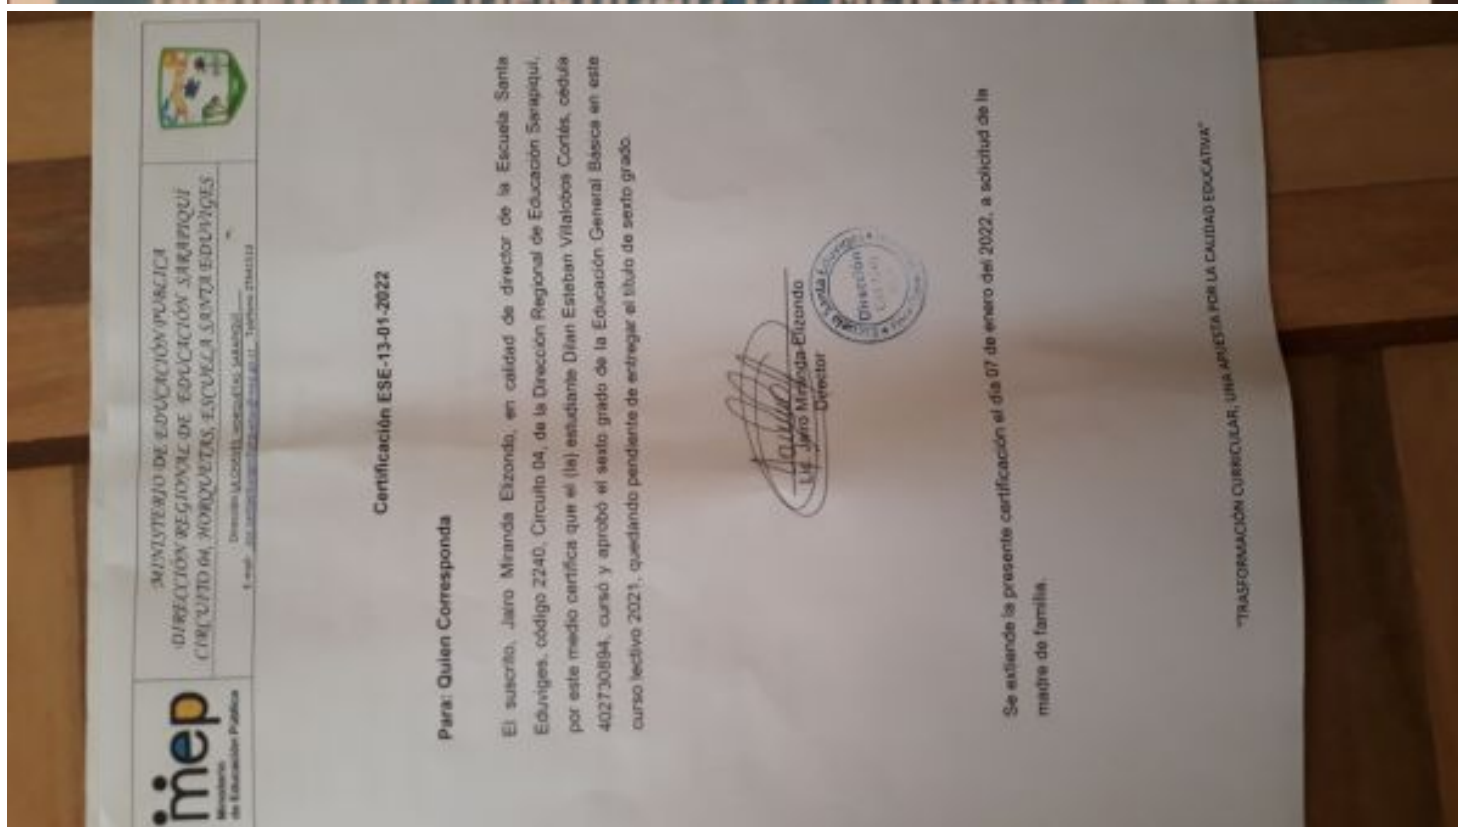 mep
Ministerio
de Educación Pública
MINISTERIO DE EDUCACIÓN PÚBLICA
DIRECCIÓN REGIONAL DE EDUCACIÓN SARAPIQUÍ
CIRCUITO 04, HORQUETAS, ESCUELA SANTA EDUVIGES
Certificación ESE-13-01-2022
Para: Quien Corresponda
El suscrito, Jairo Miranda Elizondo, en calidad de director de la Escuela Santa
Eduviges, código 2240, Circuito 04, de la Dirección Regional de Educación Sarapiquí,
por este medio certifica que el (la) estudiante Dilan Esteban Villalobos Cortés, cédula
402730894, cursó y aprobó el sexto grado de la Educación General Básica en este
curso lectivo 2021, quedando pendiente de entregar el título de sexto grado.
Lic. Jairo Miranda Elizondo
Director
Escuela Santa Eduviges
Dirección
Se extiende la presente certificación el día 07 de enero del 2022, a solicitud de la
madre de familia.
"TRASFORMACIÓN CURRICULAR, UNA APUESTA POR LA CALIDAD EDUCATIVA"